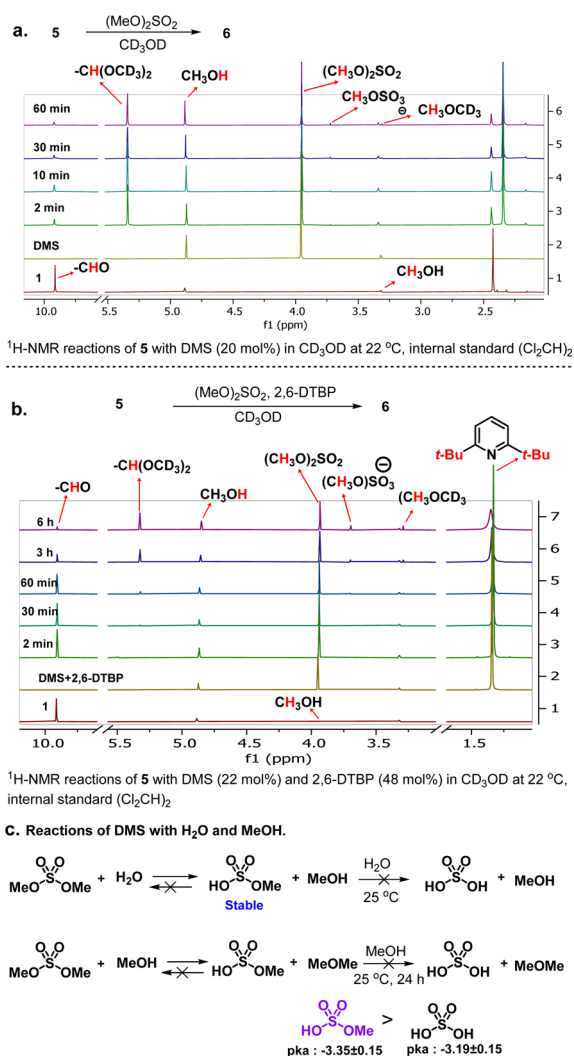 a. 5 (MeO)₂SO₂ 6
CD₃OD
-CH(OCD₃)₂
CH₃OH
(CH₃O)₂SO₂
CH₃OSO₃⊖
CH₃OCD₃
60 min 6
30 min 5
10 min 4
2 min 3
DMS 2
-CHO
CH₃OH
1 1
10.0 5.5 5.0 4.5 4.0 3.5 3.0 2.5
f1 (ppm)
¹H-NMR reactions of 5 with DMS (20 mol%) in CD₃OD at 22 °C, internal standard (Cl₂CH)₂
b. 5 (MeO)₂SO₂, 2,6-DTBP 6
CD₃OD
t-Bu N t-Bu
-CHO
-CH(OCD₃)₂
CH₃OH
(CH₃O)₂SO₂
(CH₃O)SO₃⊖
(CH₃OCD₃
6 h 7
3 h 6
60 min 5
30 min 4
2 min 3
DMS+2,6-DTBP 2
CH₃OH
1 1
10.0 5.5 5.0 4.5 4.0 3.5 1.5
f1 (ppm)
¹H-NMR reactions of 5 with DMS (22 mol%) and 2,6-DTBP (48 mol%) in CD₃OD at 22 °C,
internal standard (Cl₂CH)₂
c. Reactions of DMS with H₂O and MeOH.
O O S MeO OMe + H₂O O O S HO OMe + MeOH H₂O O O S HO OH + MeOH
Stable
25 °C
O O S MeO OMe + MeOH O O S HO OMe + MeOMe MeOH O O S HO OH + MeOMe
25 °C, 24 h
O O S HO OMe > O O S HO OH
pka : -3.35±0.15 pka : -3.19±0.15